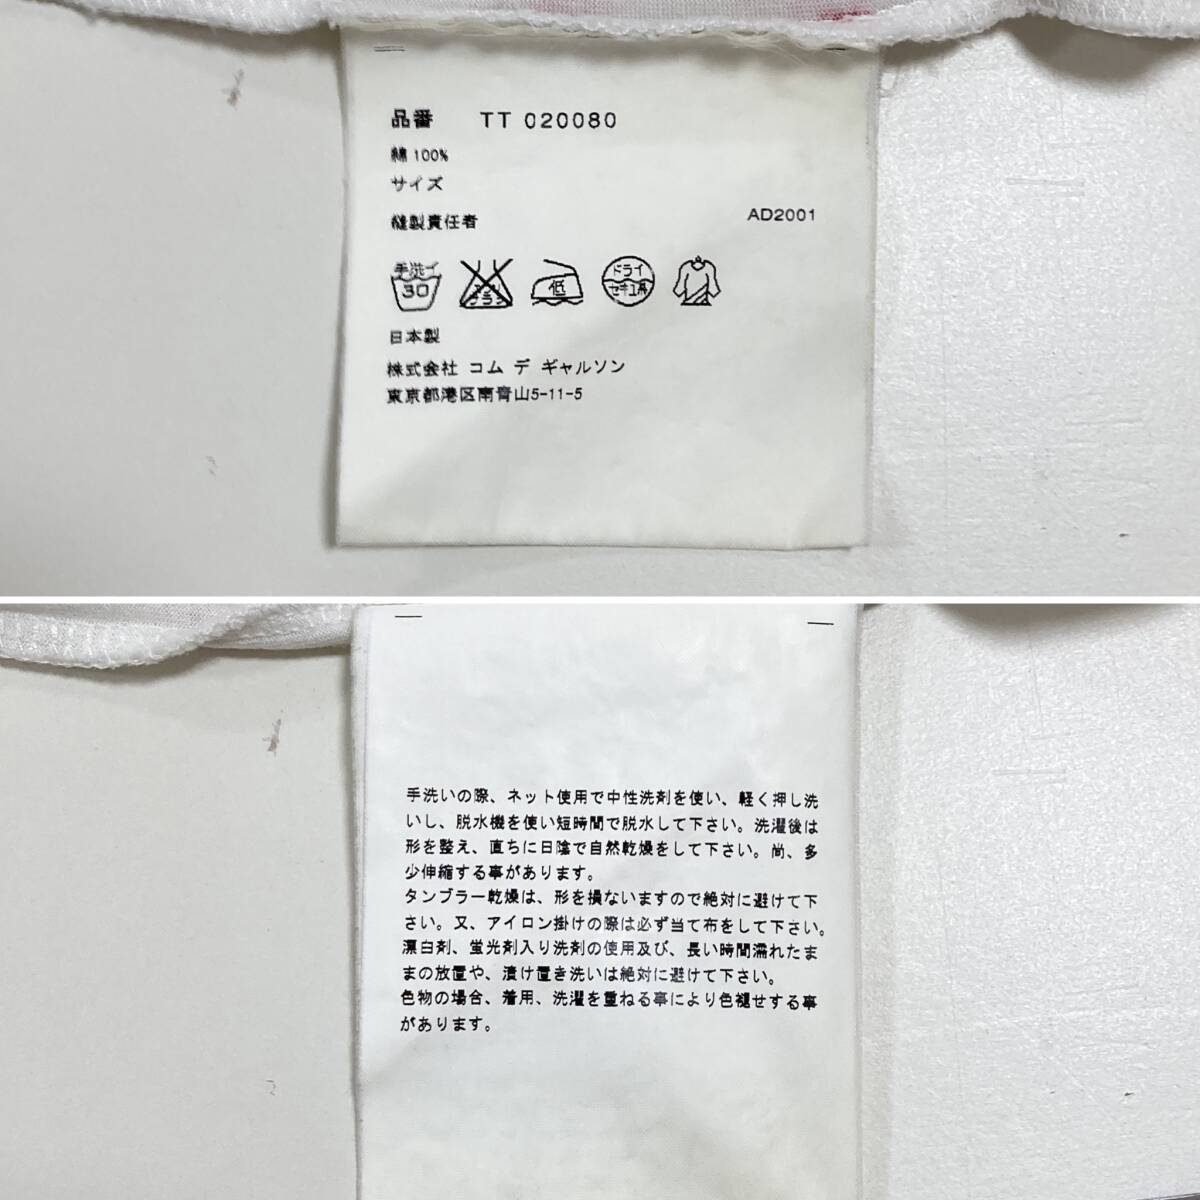 品番 TT 020080
綿 100%
サイズ
縫製責任者 AD2001
手洗イ 30 エンソ サラシ 低 ドライ セキユ系
日本製
株式会社 コム デ ギャルソン
東京都港区南青山5-11-5
手洗いの際、ネット使用で中性洗剤を使い、軽く押し洗
いし、脱水機を使い短時間で脱水して下さい。洗濯後は
形を整え、直ちに日陰で自然乾燥をして下さい。尚、多
少伸縮する事があります。
タンブラー乾燥は、形を損ないますので絶対に避けて下
さい。又、アイロン掛けの際は必ず当て布をして下さい。
漂白剤、蛍光剤入り洗剤の使用及び、長い時間濡れたま
まの放置や、漬け置き洗いは絶対に避けて下さい。
色物の場合、着用、洗濯を重ねる事により色褪せする事
があります。